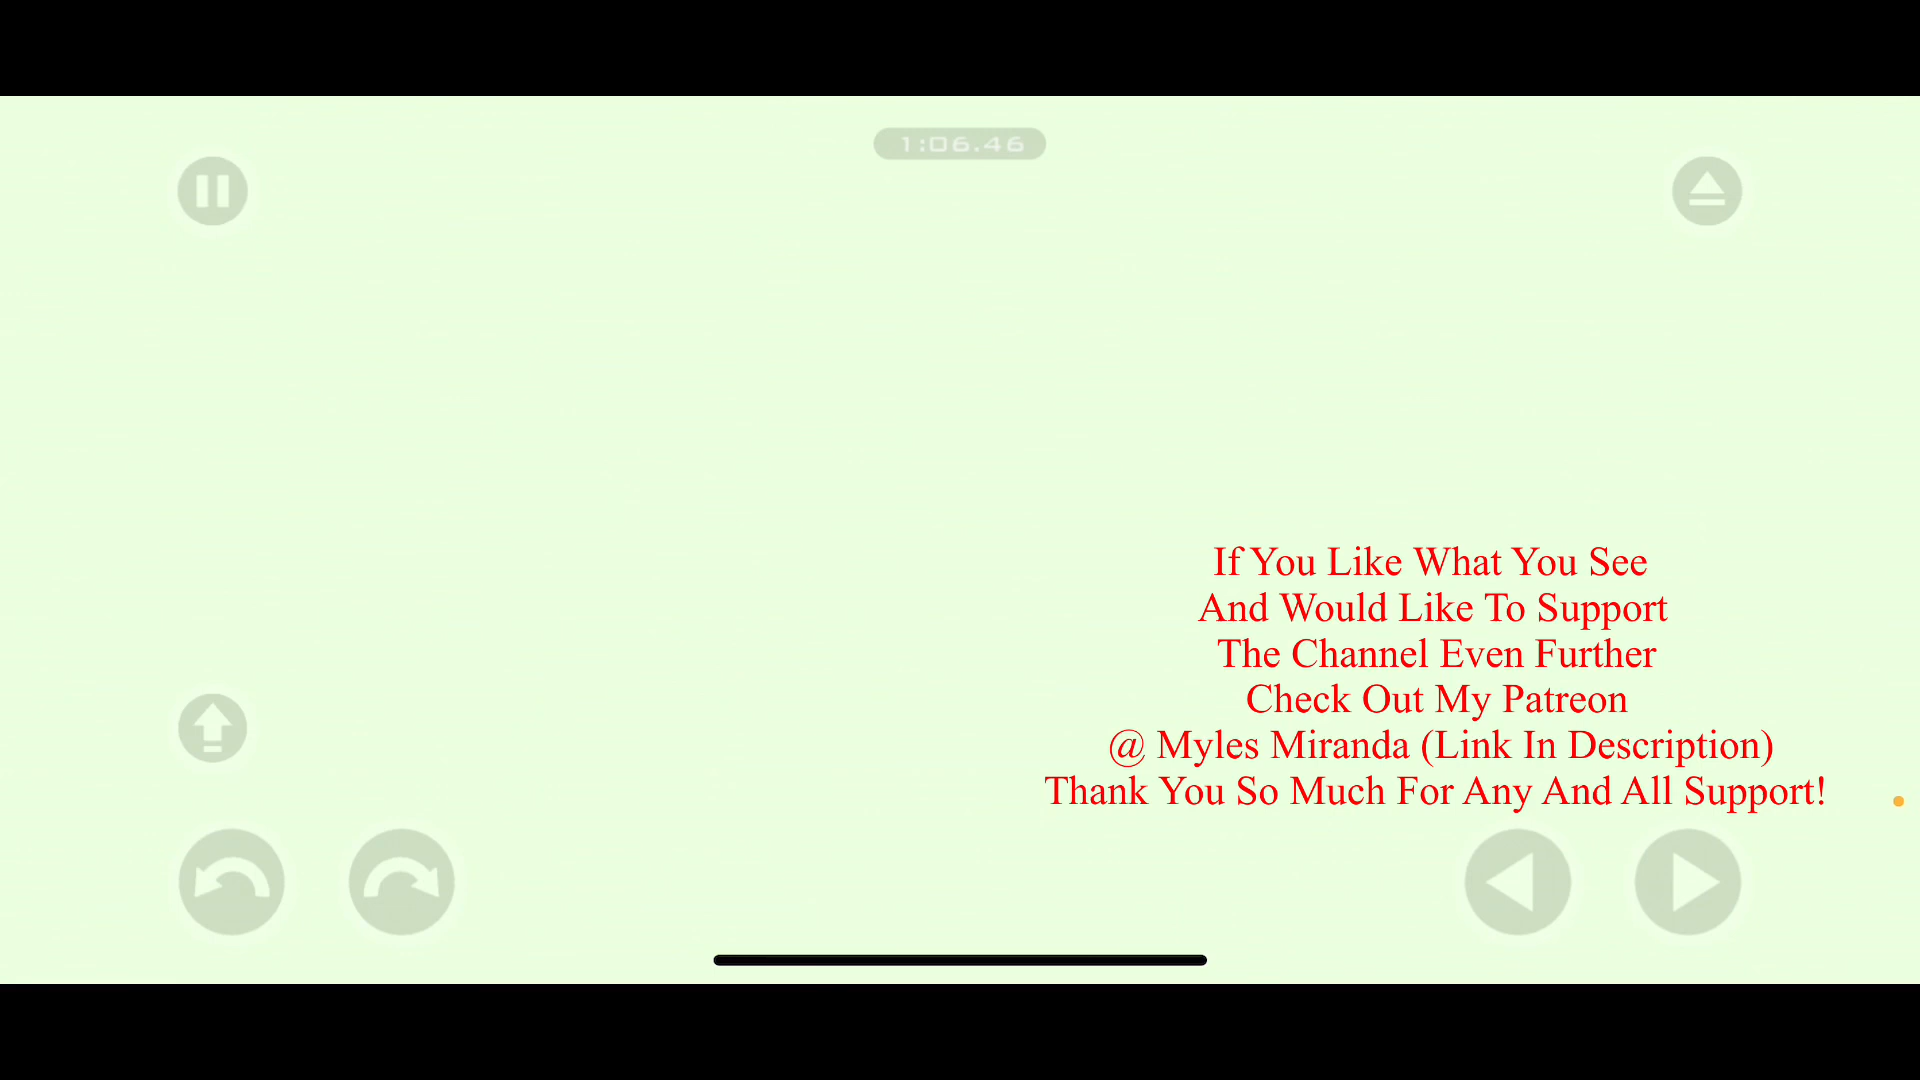 1:06.46
If You Like What You See
And Would Like To Support
The Channel Even Further
Check Out My Patreon
@ Myles Miranda (Link In Description)
Thank You So Much For Any And All Support!